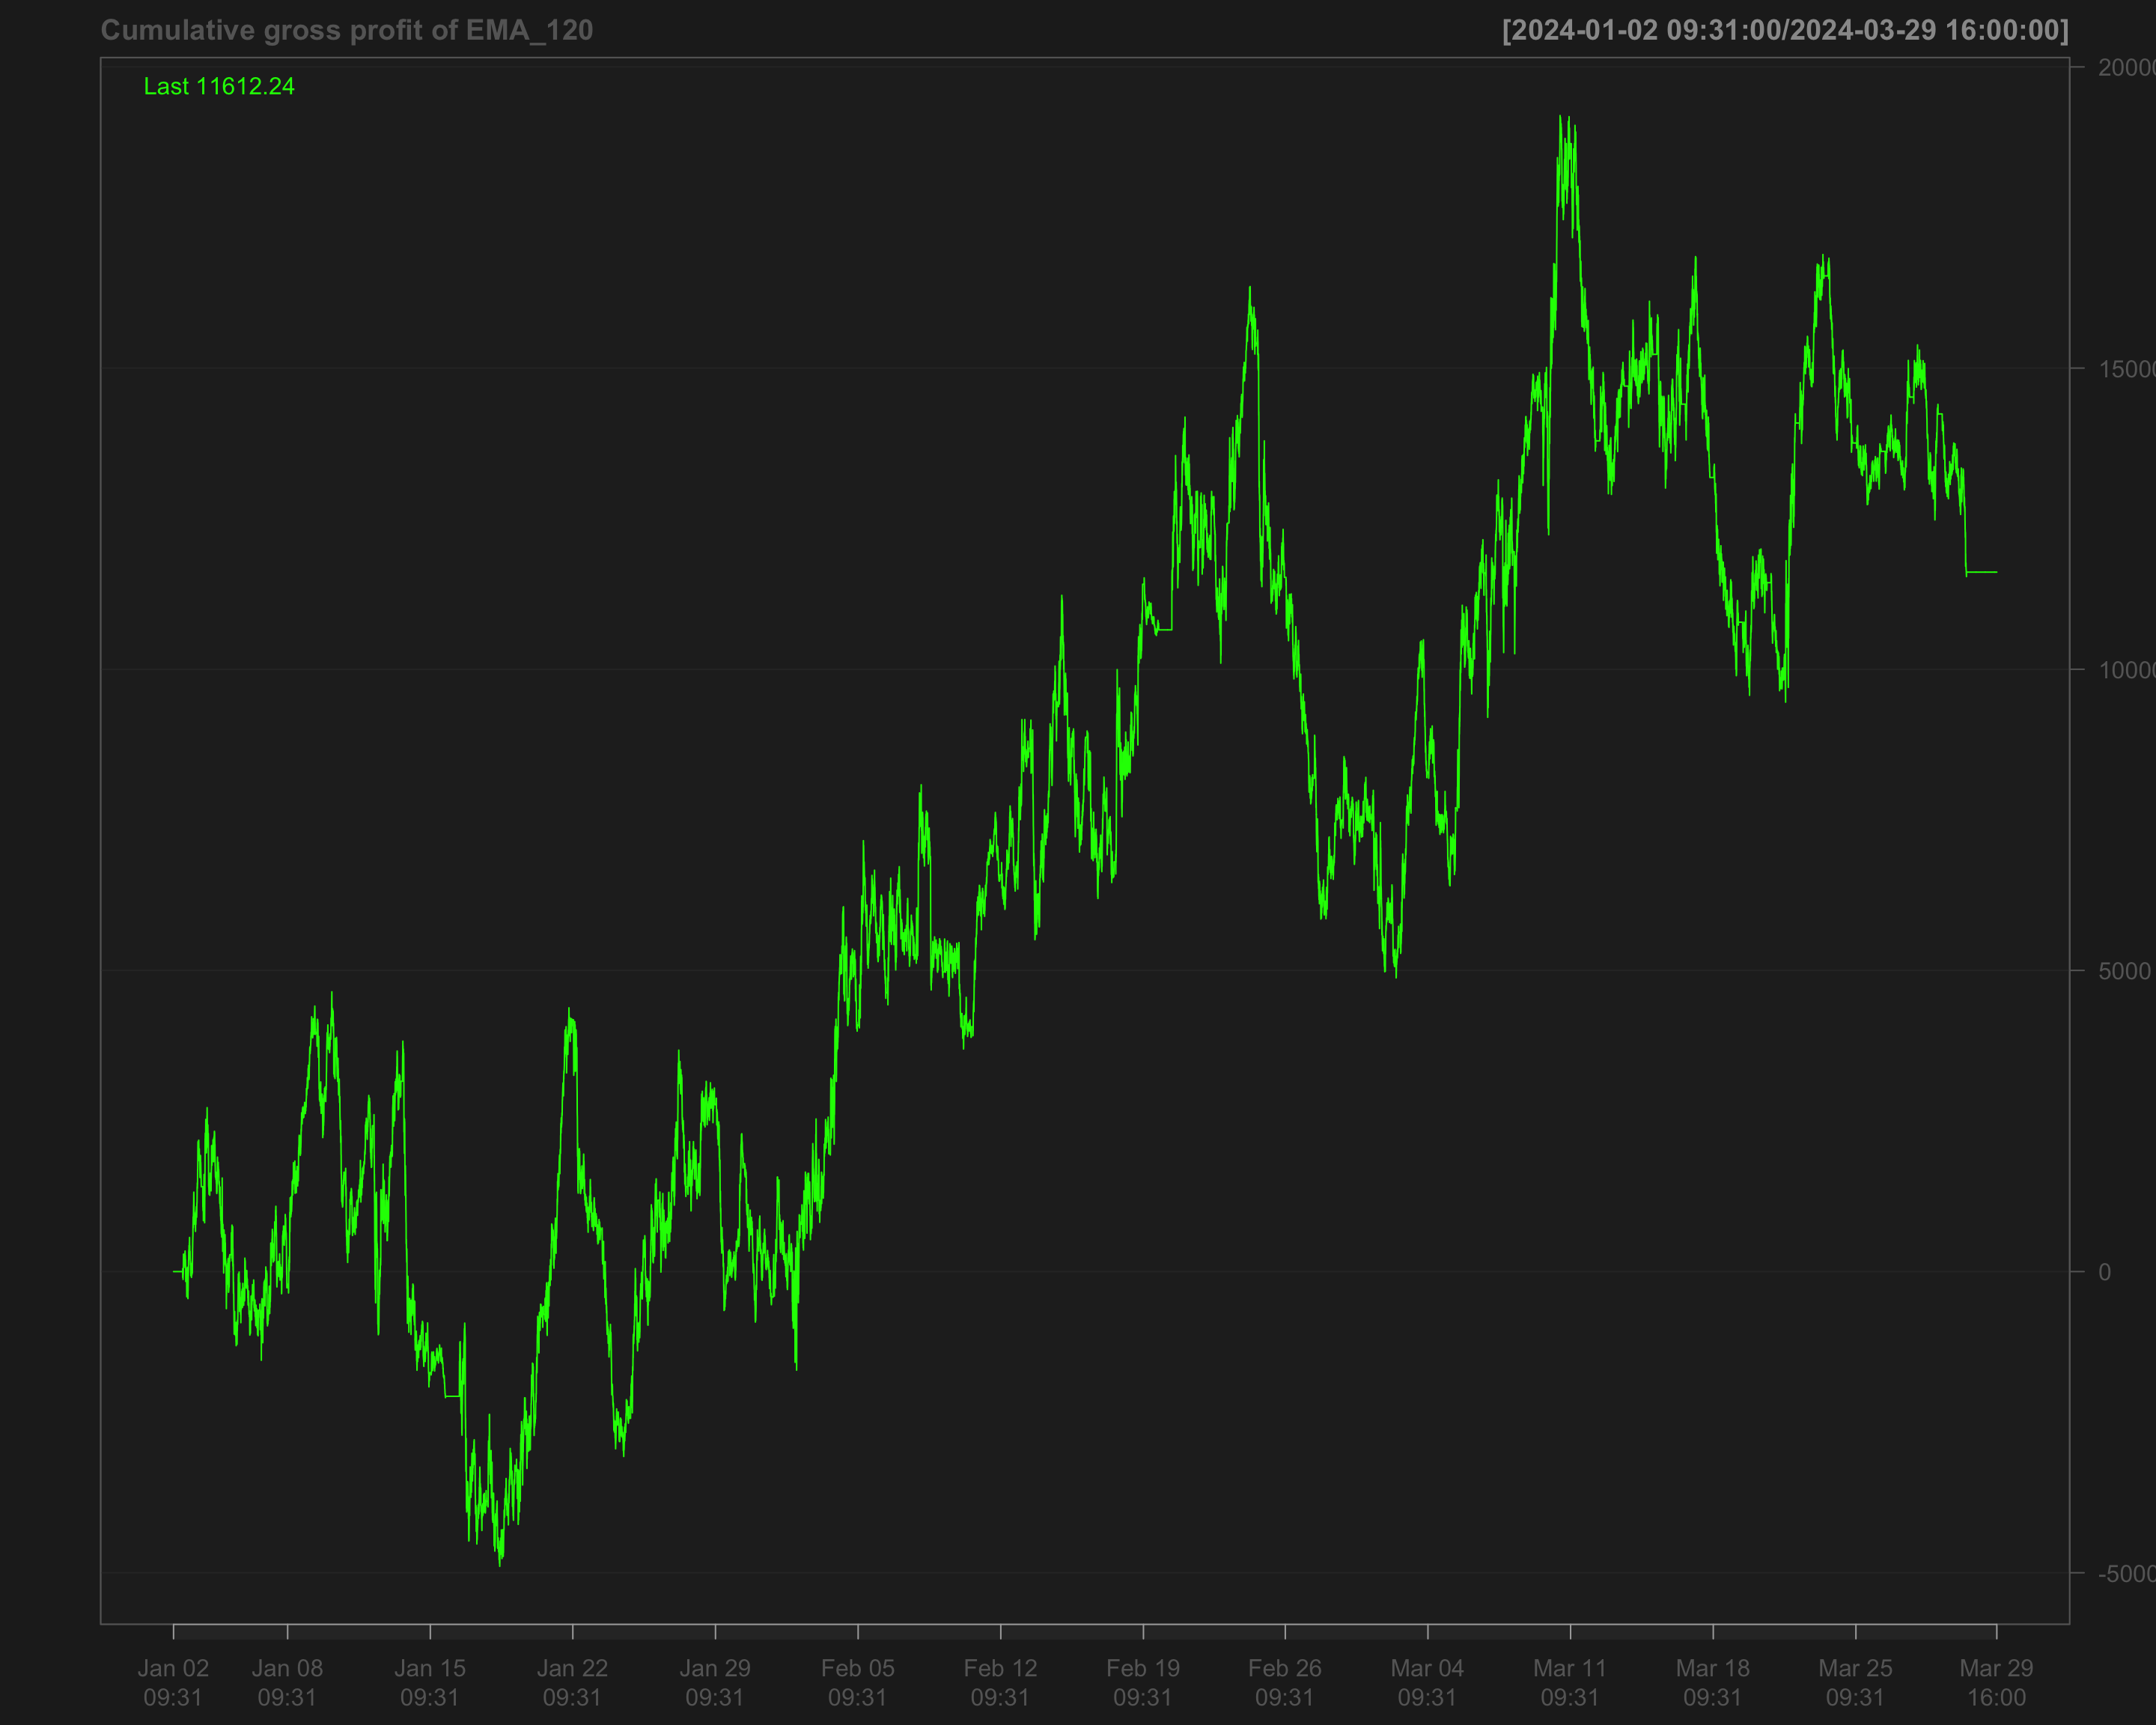 Cumulative gross profit of EMA_120 [2024-01-02 09:31:00/2024-03-29 16:00:00]
Last 11612.24
20000
15000
10000
5000
0
-5000
Jan 02 Jan 08 Jan 15 Jan 22 Jan 29 Feb 05 Feb 12 Feb 19 Feb 26 Mar 04 Mar 11 Mar 18 Mar 25 Mar 29
09:31 09:31 09:31 09:31 09:31 09:31 09:31 09:31 09:31 09:31 09:31 09:31 09:31 16:00